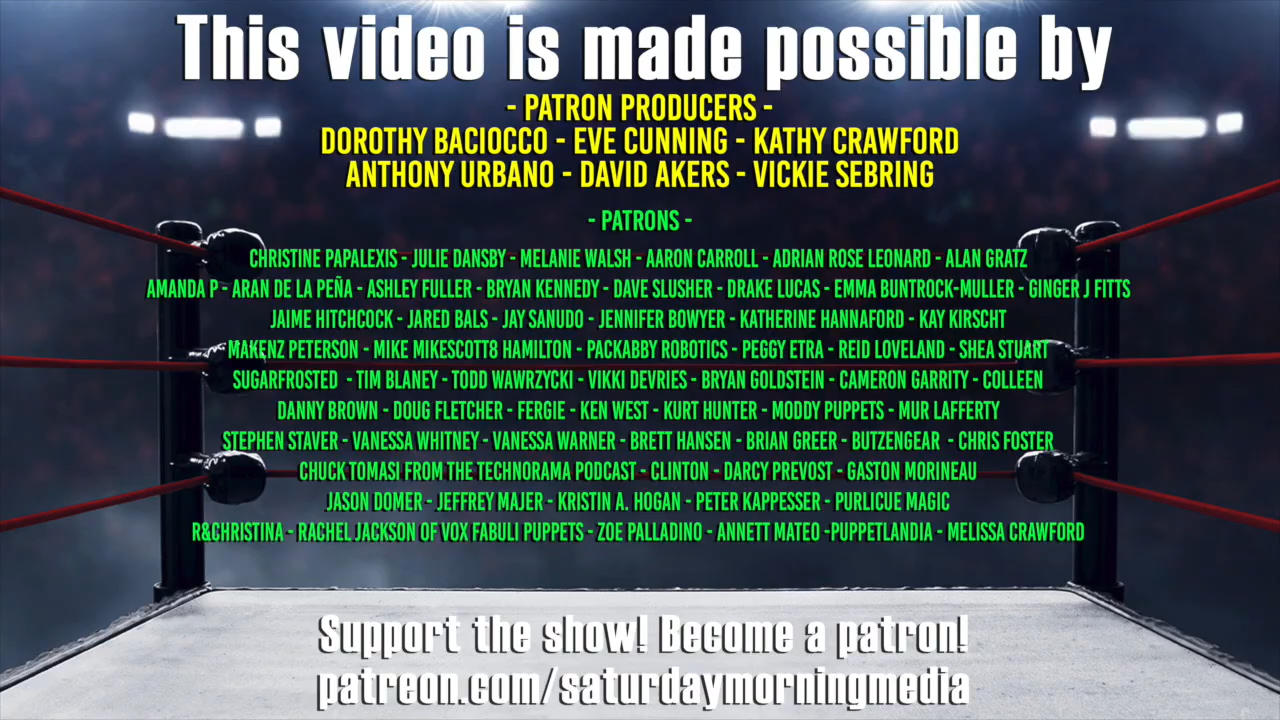 This video is made possible by
- PATRON PRODUCERS -
DOROTHY BACIOCCO - EVE CUNNING - KATHY CRAWFORD
ANTHONY URBANO - DAVID AKERS - VICKIE SEBRING
- PATRONS -
CHRISTINE PAPALEXIS - JULIE DANSBY - MELANIE WALSH - AARON CARROLL - ADRIAN ROSE LEONARD - ALAN GRATZ
AMANDA P - ARAN DE LA PEÑA - ASHLEY FULLER - BRYAN KENNEDY - DAVE SLUSHER - DRAKE LUCAS - EMMA BUNTROCK-MULLER - GINGER J FITTS
JAIME HITCHCOCK - JARED BALS - JAY SANUDO - JENNIFER BOWYER - KATHERINE HANNAFORD - KAY KIRSCHT
MAKENZ PETERSON - MIKE MIKESCOTT8 HAMILTON - PACKABBY ROBOTICS - PEGGY ETRA - REID LOVELAND - SHEA STUART
SUGARFROSTED - TIM BLANEY - TODD WAWRZYCKI - VIKKI DEVRIES - BRYAN GOLDSTEIN - CAMERON GARRITY - COLLEEN
DANNY BROWN - DOUG FLETCHER - FERGIE - KEN WEST - KURT HUNTER - MODDY PUPPETS - MUR LAFFERTY
STEPHEN STAVER - VANESSA WHITNEY - VANESSA WARNER - BRETT HANSEN - BRIAN GREER - BUTZENGEAR - CHRIS FOSTER
CHUCK TOMASI FROM THE TECHNORAMA PODCAST - CLINTON - DARCY PREVOST - GASTON MORINEAU
JASON DOMER - JEFFREY MAJER - KRISTIN A. HOGAN - PETER KAPPESSER - PURLICUE MAGIC
R&CHRISTINA - RACHEL JACKSON OF VOX FABULI PUPPETS - ZOE PALLADINO - ANNETT MATEO -PUPPETLANDIA - MELISSA CRAWFORD
Support the show! Become a patron!
patreon.com/saturdaymorningmedia